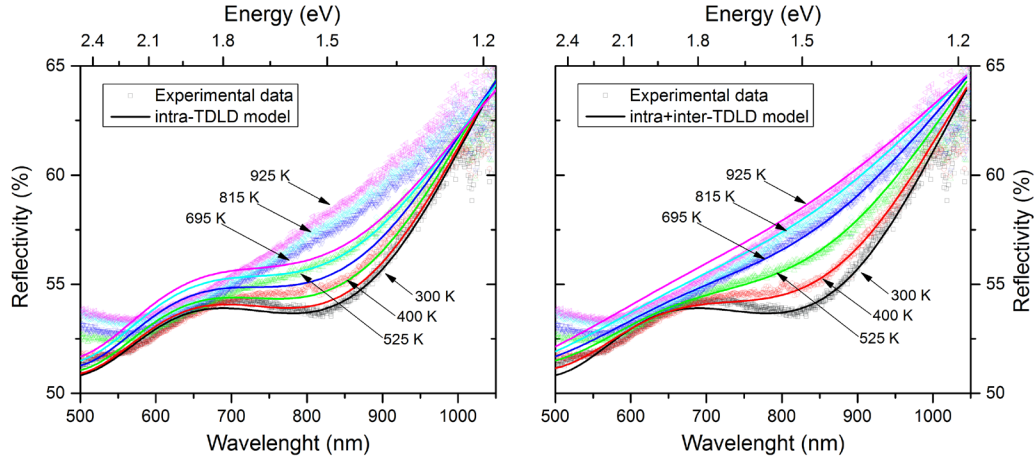 Energy (eV)
2.4 2.1 1.8 1.5 1.2
65
60
55
50
Reflectivity (%)
Experimental data
intra-TDLD model
925 K
815 K
695 K
300 K
400 K
525 K
500 600 700 800 900 1000
Wavelenght (nm)
Energy (eV)
2.4 2.1 1.8 1.5 1.2
Experimental data
intra+inter-TDLD model
925 K
815 K
695 K
300 K
400 K
525 K
65
60
55
50
Reflectivity (%)
500 600 700 800 900 1000
Wavelenght (nm)